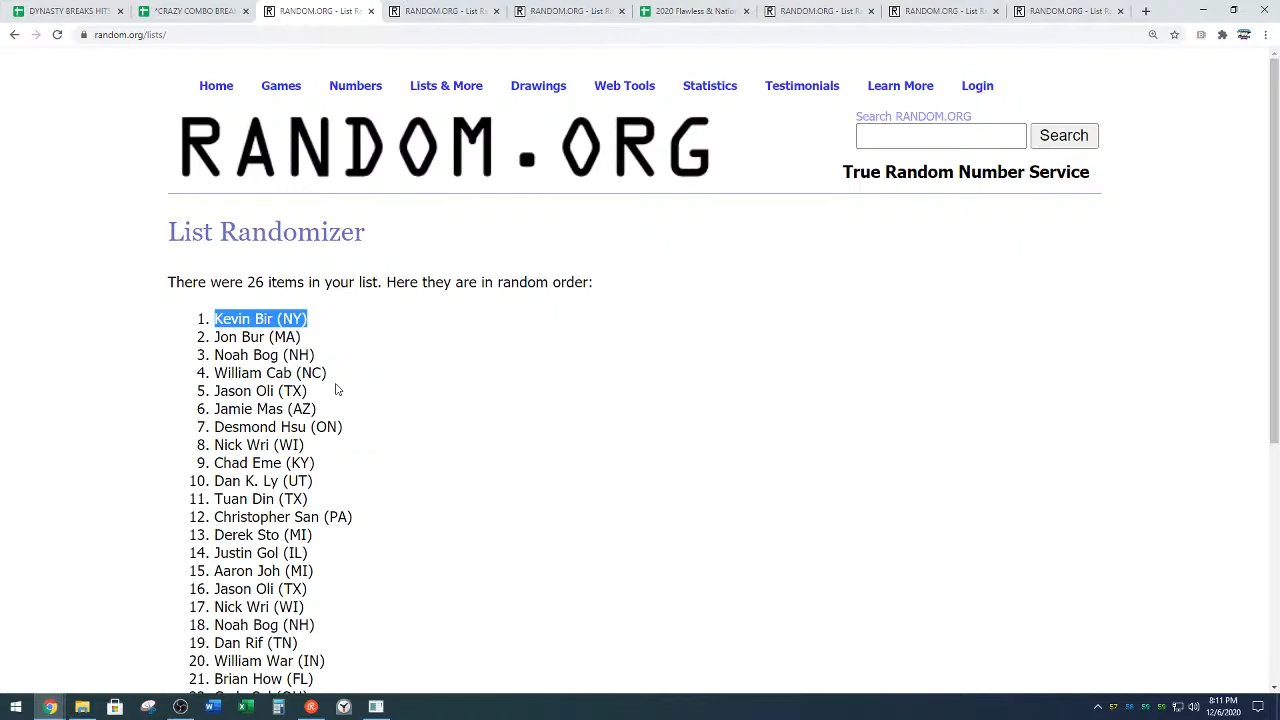 DYNASTY BREAKS HITS
*CRAZY COMBO BREAK
RANDOM.ORG - List Ra
RANDOM.ORG - List Ra
RANDOM.ORG - List Ra
2020 Flawless & Nation
RANDOM.ORG - List Ra
RANDOM.ORG - List Ra
RANDOM.ORG - List Ra
random.org/lists/
Home Games Numbers Lists & More Drawings Web Tools Statistics Testimonials Learn More Login
RANDOM.ORG
Search RANDOM.ORG
Search
True Random Number Service
List Randomizer
There were 26 items in your list. Here they are in random order:
1. Kevin Bir (NY)
2. Jon Bur (MA)
3. Noah Bog (NH)
4. William Cab (NC)
5. Jason Oli (TX)
6. Jamie Mas (AZ)
7. Desmond Hsu (ON)
8. Nick Wri (WI)
9. Chad Eme (KY)
10. Dan K. Ly (UT)
11. Tuan Din (TX)
12. Christopher San (PA)
13. Derek Sto (MI)
14. Justin Gol (IL)
15. Aaron Joh (MI)
16. Jason Oli (TX)
17. Nick Wri (WI)
18. Noah Bog (NH)
19. Dan Rif (TN)
20. William War (IN)
21. Brian How (FL)
57 58 59 59
8:11 PM
12/6/2020